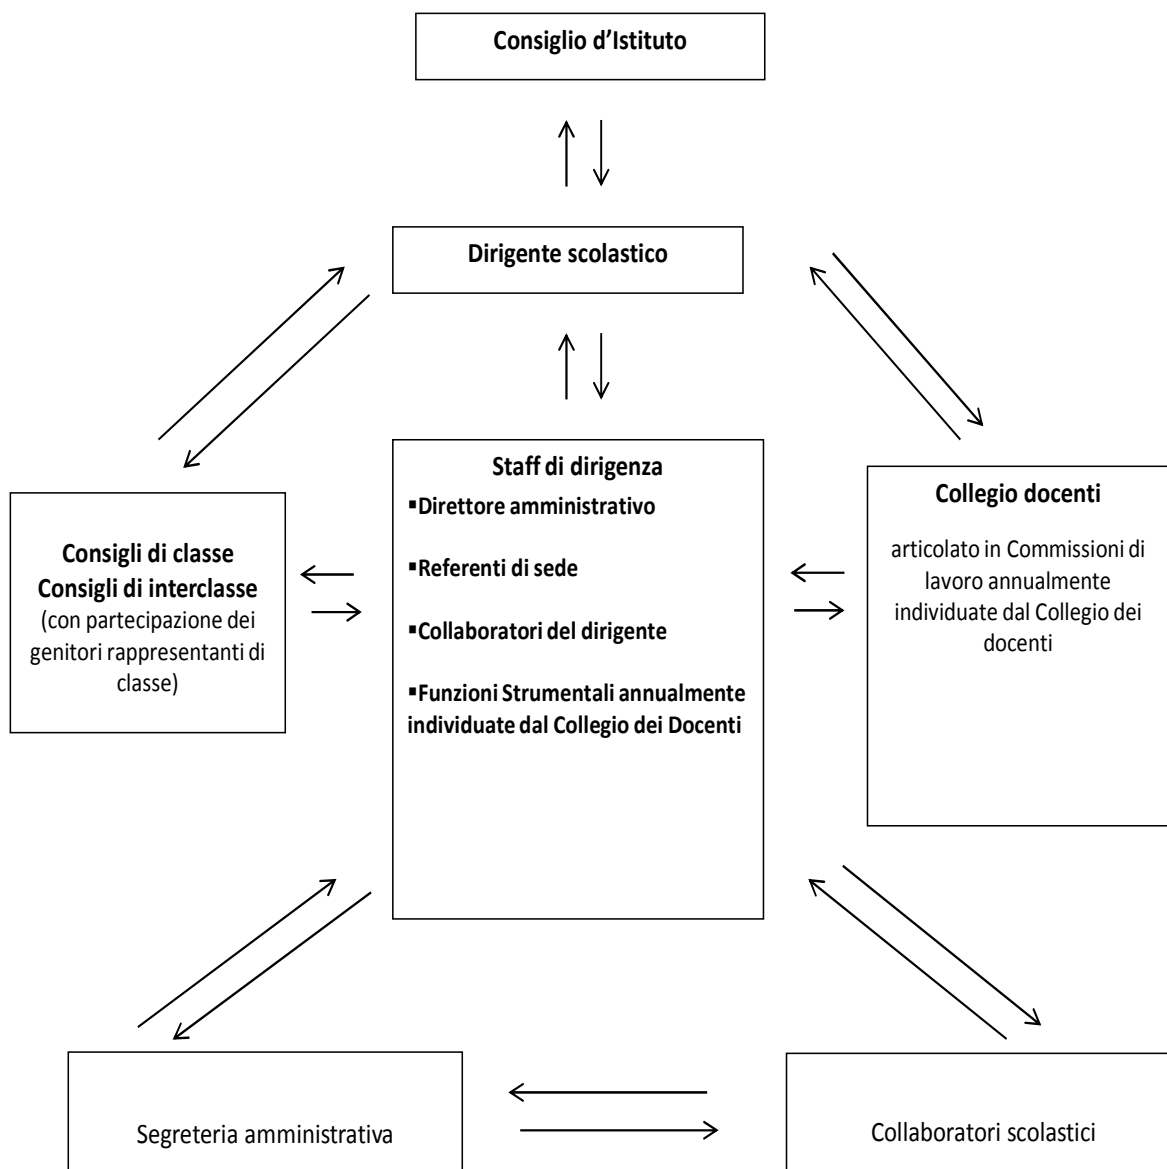 Consiglio d’Istituto
Dirigente scolastico
Staff di dirigenza
▪Direttore amministrativo
▪Referenti di sede
▪Collaboratori del dirigente
▪Funzioni Strumentali annualmente
individuate dal Collegio dei Docenti
Consigli di classe
Consigli di interclasse
(con partecipazione dei
genitori rappresentanti di
classe)
Collegio docenti
articolato in Commissioni di
lavoro annualmente
individuate dal Collegio dei
docenti
Segreteria amministrativa
Collaboratori scolastici